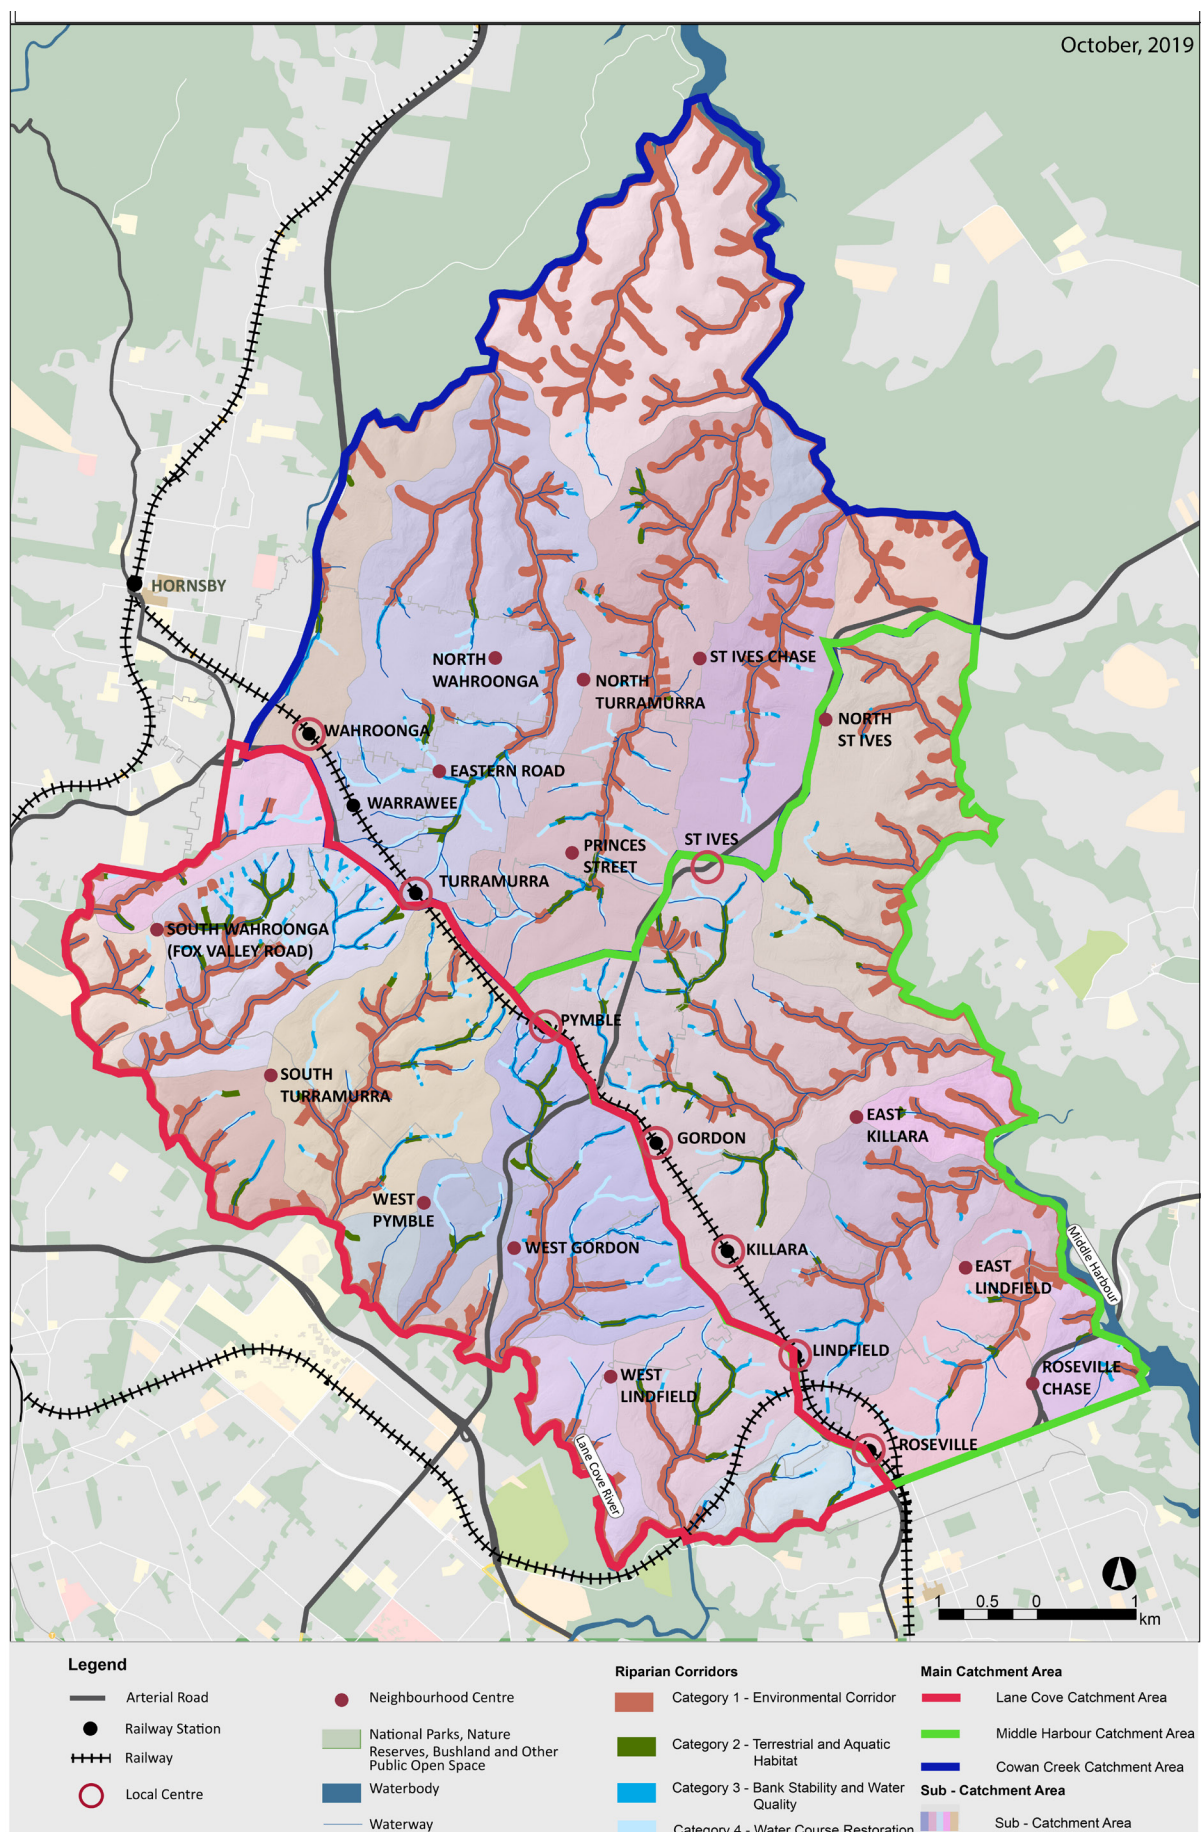 October, 2019
HORNSBY
NORTH
WAHROONGA
ST IVES CHASE
NORTH
TURRAMURRA
NORTH
ST IVES
WAHROONGA
EASTERN ROAD
WARRAWEE
ST IVES
PRINCES
STREET
TURRAMURRA
SOUTH WAHROONGA
(FOX VALLEY ROAD)
PYMBLE
SOUTH
TURRAMURRA
EAST
KILLARA
GORDON
WEST
PYMBLE
WEST GORDON
KILLARA
Middle Harbour
EAST
LINDFIELD
LINDFIELD
WEST
LINDFIELD
ROSEVILLE
CHASE
ROSEVILLE
Lane Cove River
1 0.5 0 1
km
Legend
Arterial Road
Railway Station
Railway
Local Centre
Neighbourhood Centre
National Parks, Nature
Reserves, Bushland and Other
Public Open Space
Waterbody
Waterway
Riparian Corridors
Category 1 - Environmental Corridor
Category 2 - Terrestrial and Aquatic
Habitat
Category 3 - Bank Stability and Water
Quality
Category 4 - Water Course Restoration
Main Catchment Area
Lane Cove Catchment Area
Middle Harbour Catchment Area
Cowan Creek Catchment Area
Sub - Catchment Area
Sub - Catchment Area